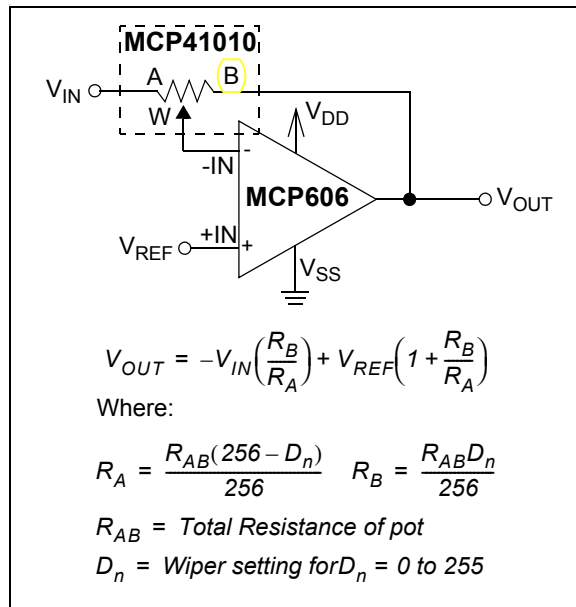 MCP41010
V_IN A B
W
V_DD
-IN -
MCP606
V_OUT
V_REF +IN +
V_SS
V_OUT = -V_IN(R_B/R_A) + V_REF(1 + R_B/R_A)
Where:
R_A = R_AB(256 – D_n)/256   R_B = R_AB D_n/256
R_AB = Total Resistance of pot
D_n = Wiper setting forD_n = 0 to 255